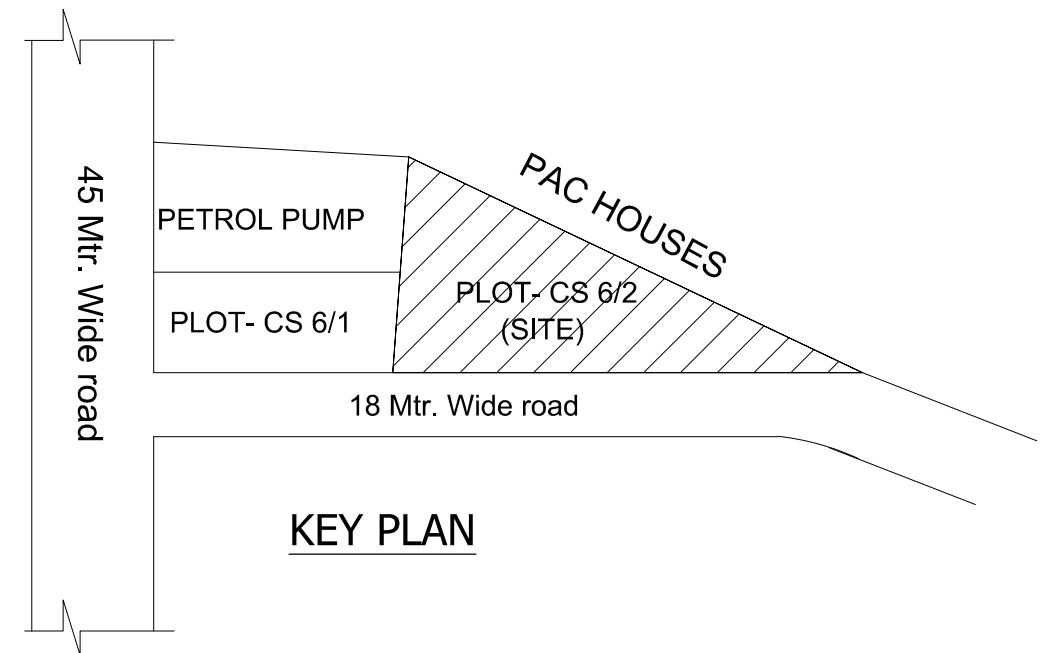 45 Mtr. Wide road
PETROL PUMP
PAC HOUSES
PLOT- CS 6/1
PLOT- CS 6/2
(SITE)
18 Mtr. Wide road
KEY PLAN